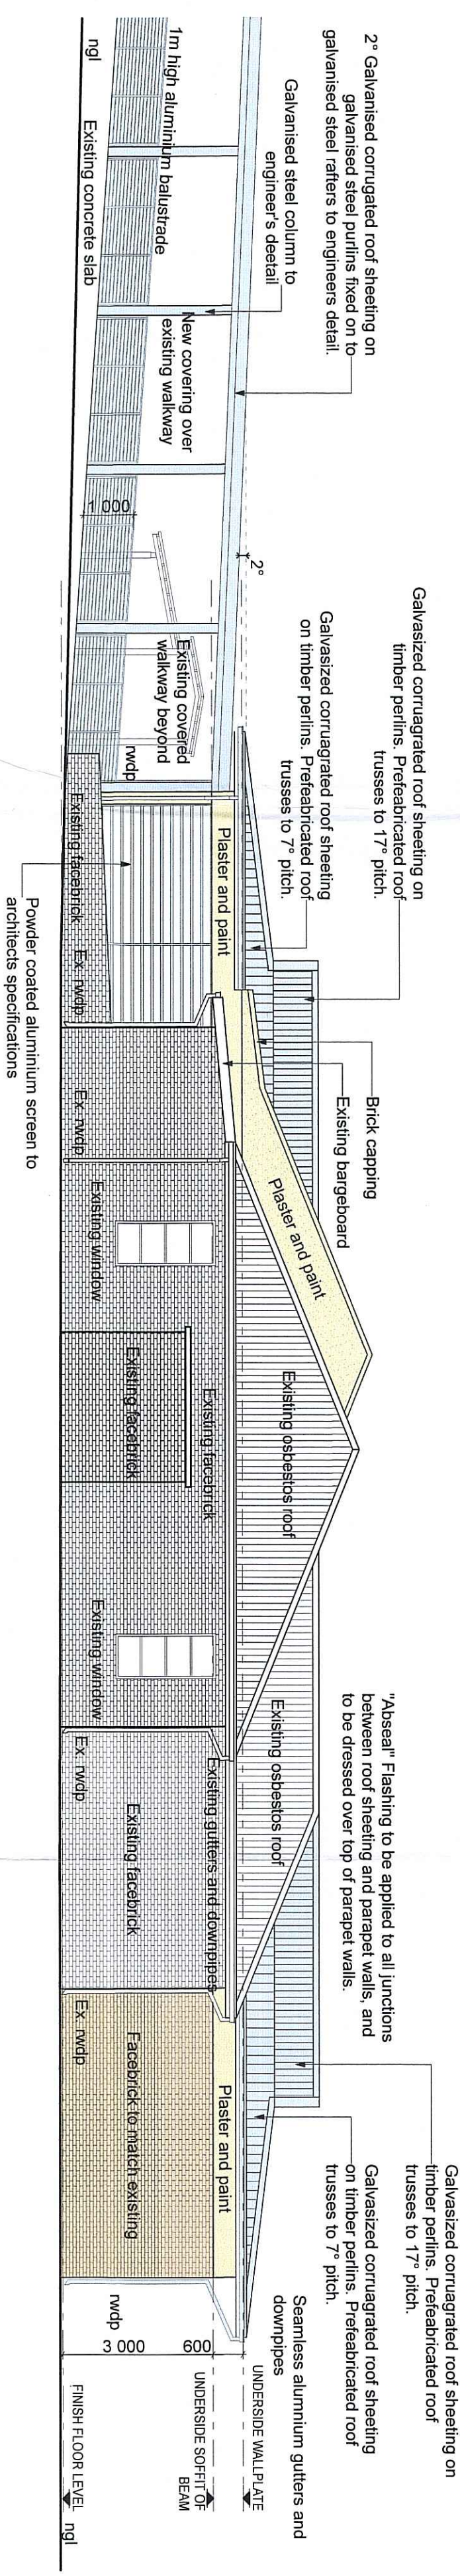 2° Galvanised corrugated roof sheeting on
galvanised steel purlins fixed on to
galvanised steel rafters to engineers detail.
Galvanised steel column to
engineer's deetail
1m high aluminium balustrade
New covering over
existing walkway
ngl
Existing concrete slab
1 000
2°
Existing covered
walkway beyond
rwdp
Galvasized corruagrated roof sheeting on
timber perlins. Prefeabricated roof
trusses to 17° pitch.
Galvasized corruagrated roof sheeting
on timber perlins. Prefeabricated roof
trusses to 7° pitch.
Plaster and paint
Existing facebrick
Ex. rwdp
Powder coated aluminium screen to
architects specifications
Brick capping
Existing bargeboard
Plaster and paint
Ex. rwdp
Existing window
Existing facebrick
Existing facebrick
Existing osbestos roof
Existing window
Existing osbestos roof
Ex. rwdp
Existing gutters and downpipes
Existing facebrick
"Abseal" Flashing to be applied to all junctions
between roof sheeting and parapet walls, and
to be dressed over top of parapet walls.
Ex. rwdp
Facebrick to match existing
Plaster and paint
Galvasized corruagrated roof sheeting on
timber perlins. Prefeabricated roof
trusses to 17° pitch.
Galvasized corruagrated roof sheeting
on timber perlins. Prefeabricated roof
trusses to 7° pitch.
Seamless alumnium gutters and
downpipes
rwdp
3 000
600
UNDERSIDE WALLPLATE
UNDERSIDE SOFFIT OF
BEAM
FINISH FLOOR LEVEL
ngl